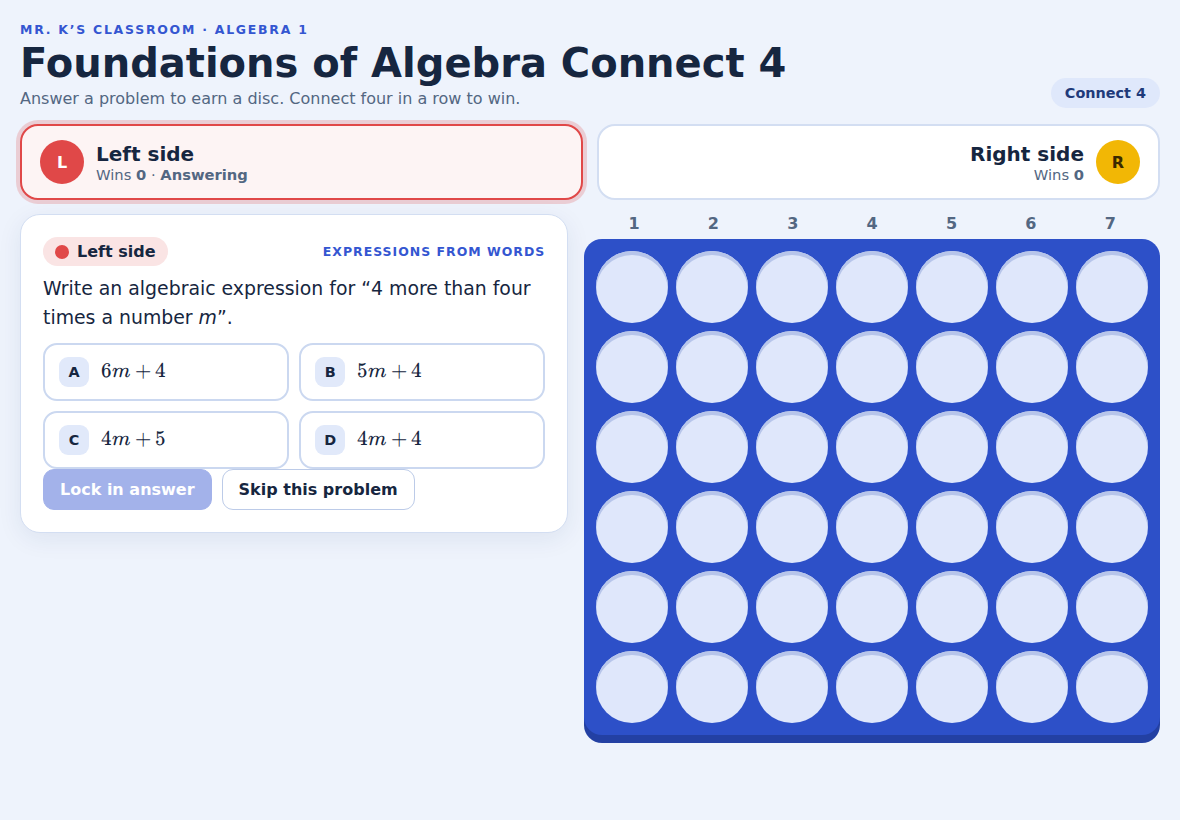 MR. K’S CLASSROOM · ALGEBRA 1
Foundations of Algebra Connect 4
Answer a problem to earn a disc. Connect four in a row to win.
Connect 4
L
Left side
Wins 0 · Answering
Right side
Wins 0
R
Left side
EXPRESSIONS FROM WORDS
Write an algebraic expression for “4 more than four
times a number m”.
A 6m + 4
B 5m + 4
C 4m + 5
D 4m + 4
Lock in answer
Skip this problem
1 2 3 4 5 6 7